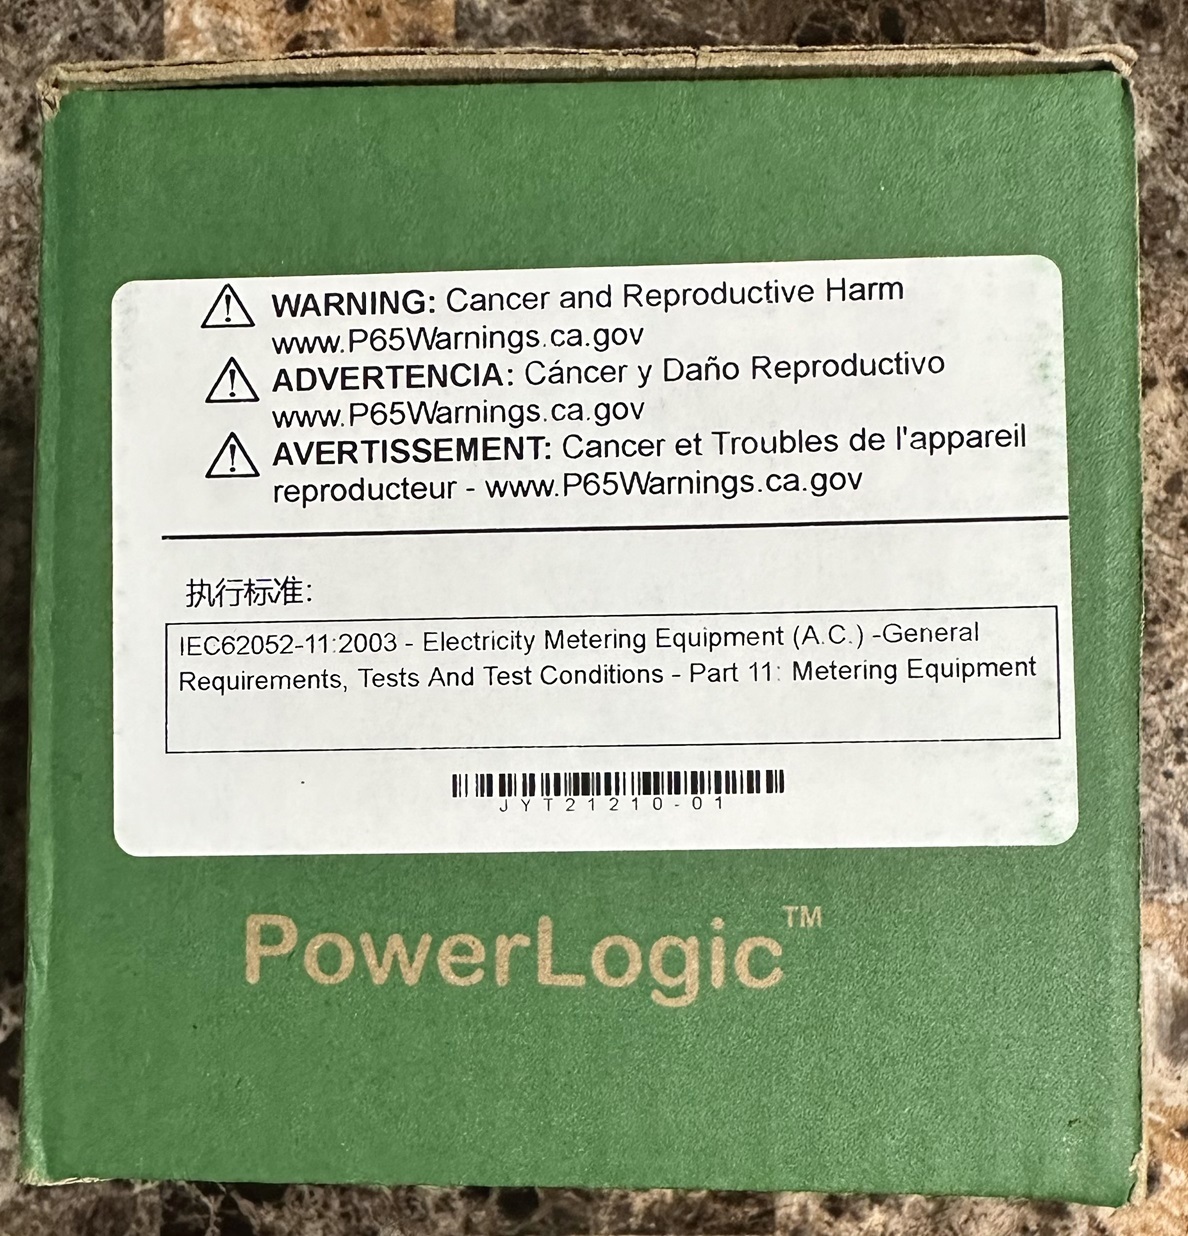 WARNING: Cancer and Reproductive Harm
www.P65Warnings.ca.gov
ADVERTENCIA: Cáncer y Daño Reproductivo
www.P65Warnings.ca.gov
AVERTISSEMENT: Cancer et Troubles de l'appareil
reproducteur - www.P65Warnings.ca.gov
执行标准:
IEC62052-11:2003 - Electricity Metering Equipment (A.C.) -General
Requirements, Tests And Test Conditions - Part 11: Metering Equipment
JYT21210-01
PowerLogic™